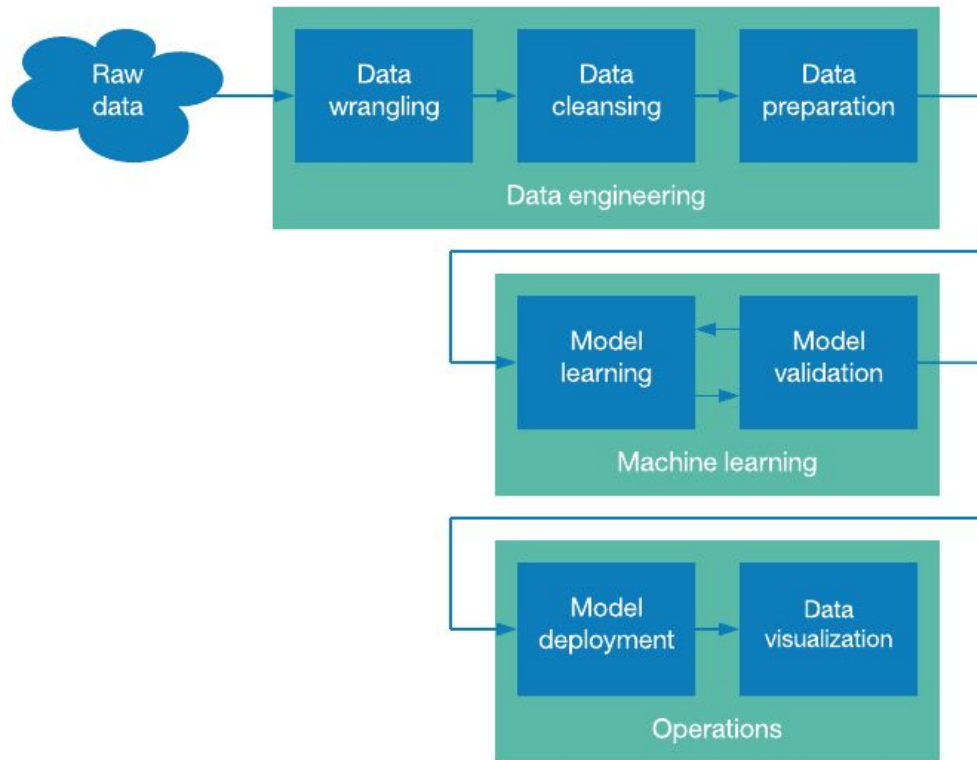 Raw
data
Data
wrangling
Data
cleansing
Data
preparation
Data engineering
Model
learning
Model
validation
Machine learning
Model
deployment
Data
visualization
Operations